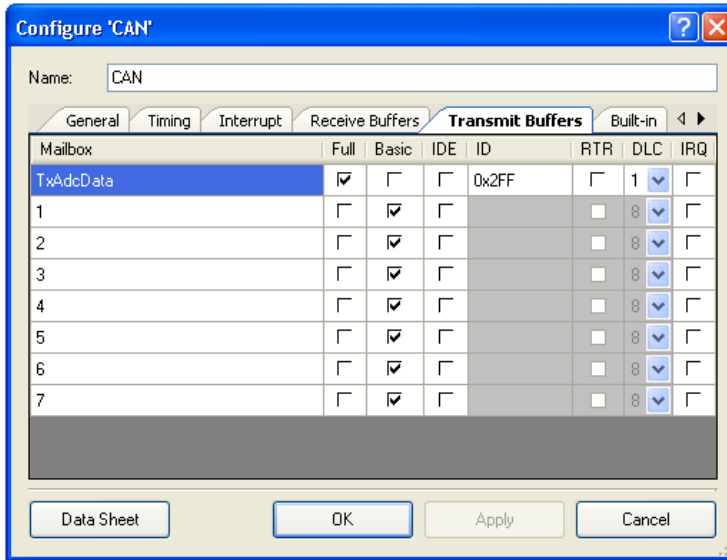 Configure 'CAN'
Name: CAN
General Timing Interrupt Receive Buffers Transmit Buffers Built-in
Mailbox Full Basic IDE ID RTR DLC IRQ
TxAdcData 0x2FF 1
1 8
2 8
3 8
4 8
5 8
6 8
7 8
Data Sheet OK Apply Cancel